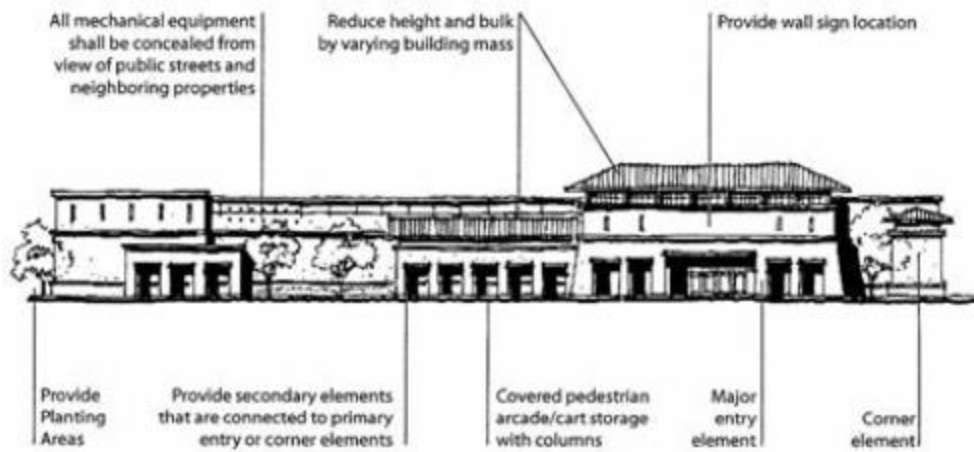 All mechanical equipment
shall be concealed from
view of public streets and
neighboring properties
Reduce height and bulk
by varying building mass
Provide wall sign location
Provide
Planting
Areas
Provide secondary elements
that are connected to primary
entry or corner elements
Covered pedestrian
arcade/cart storage
with columns
Major
entry
element
Corner
element